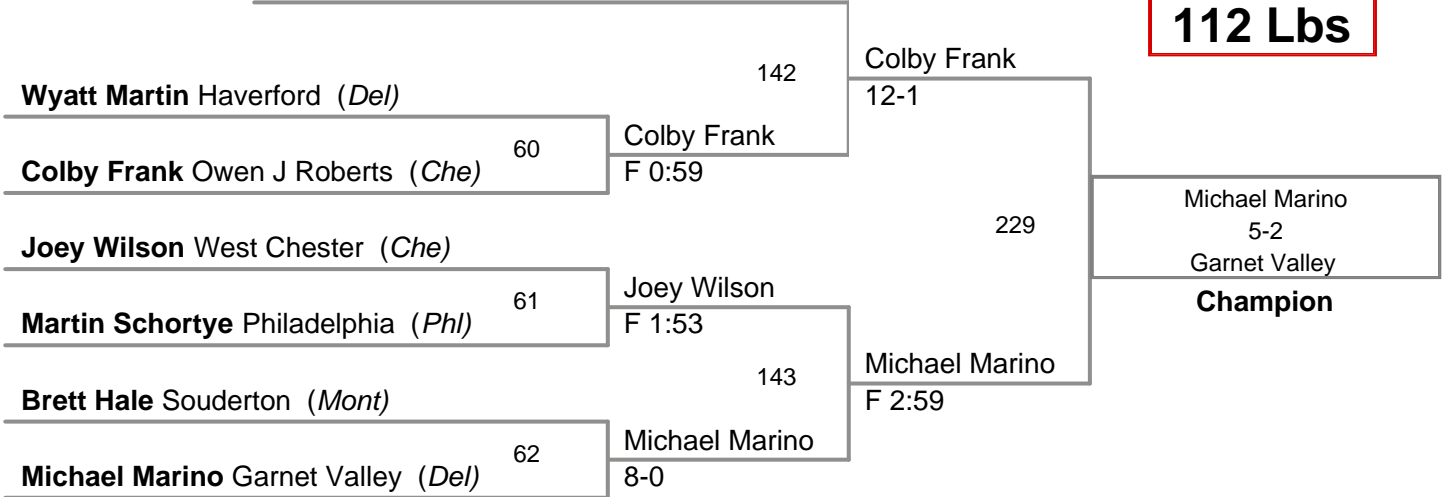 112 Lbs
142
Colby Frank
12-1
Wyatt Martin Haverford (Del)
60
Colby Frank
F 0:59
Colby Frank Owen J Roberts (Che)
229
Michael Marino
5-2
Garnet Valley
Champion
Joey Wilson West Chester (Che)
61
Joey Wilson
F 1:53
Martin Schortye Philadelphia (Phl)
143
Michael Marino
F 2:59
Brett Hale Souderton (Mont)
62
Michael Marino
8-0
Michael Marino Garnet Valley (Del)